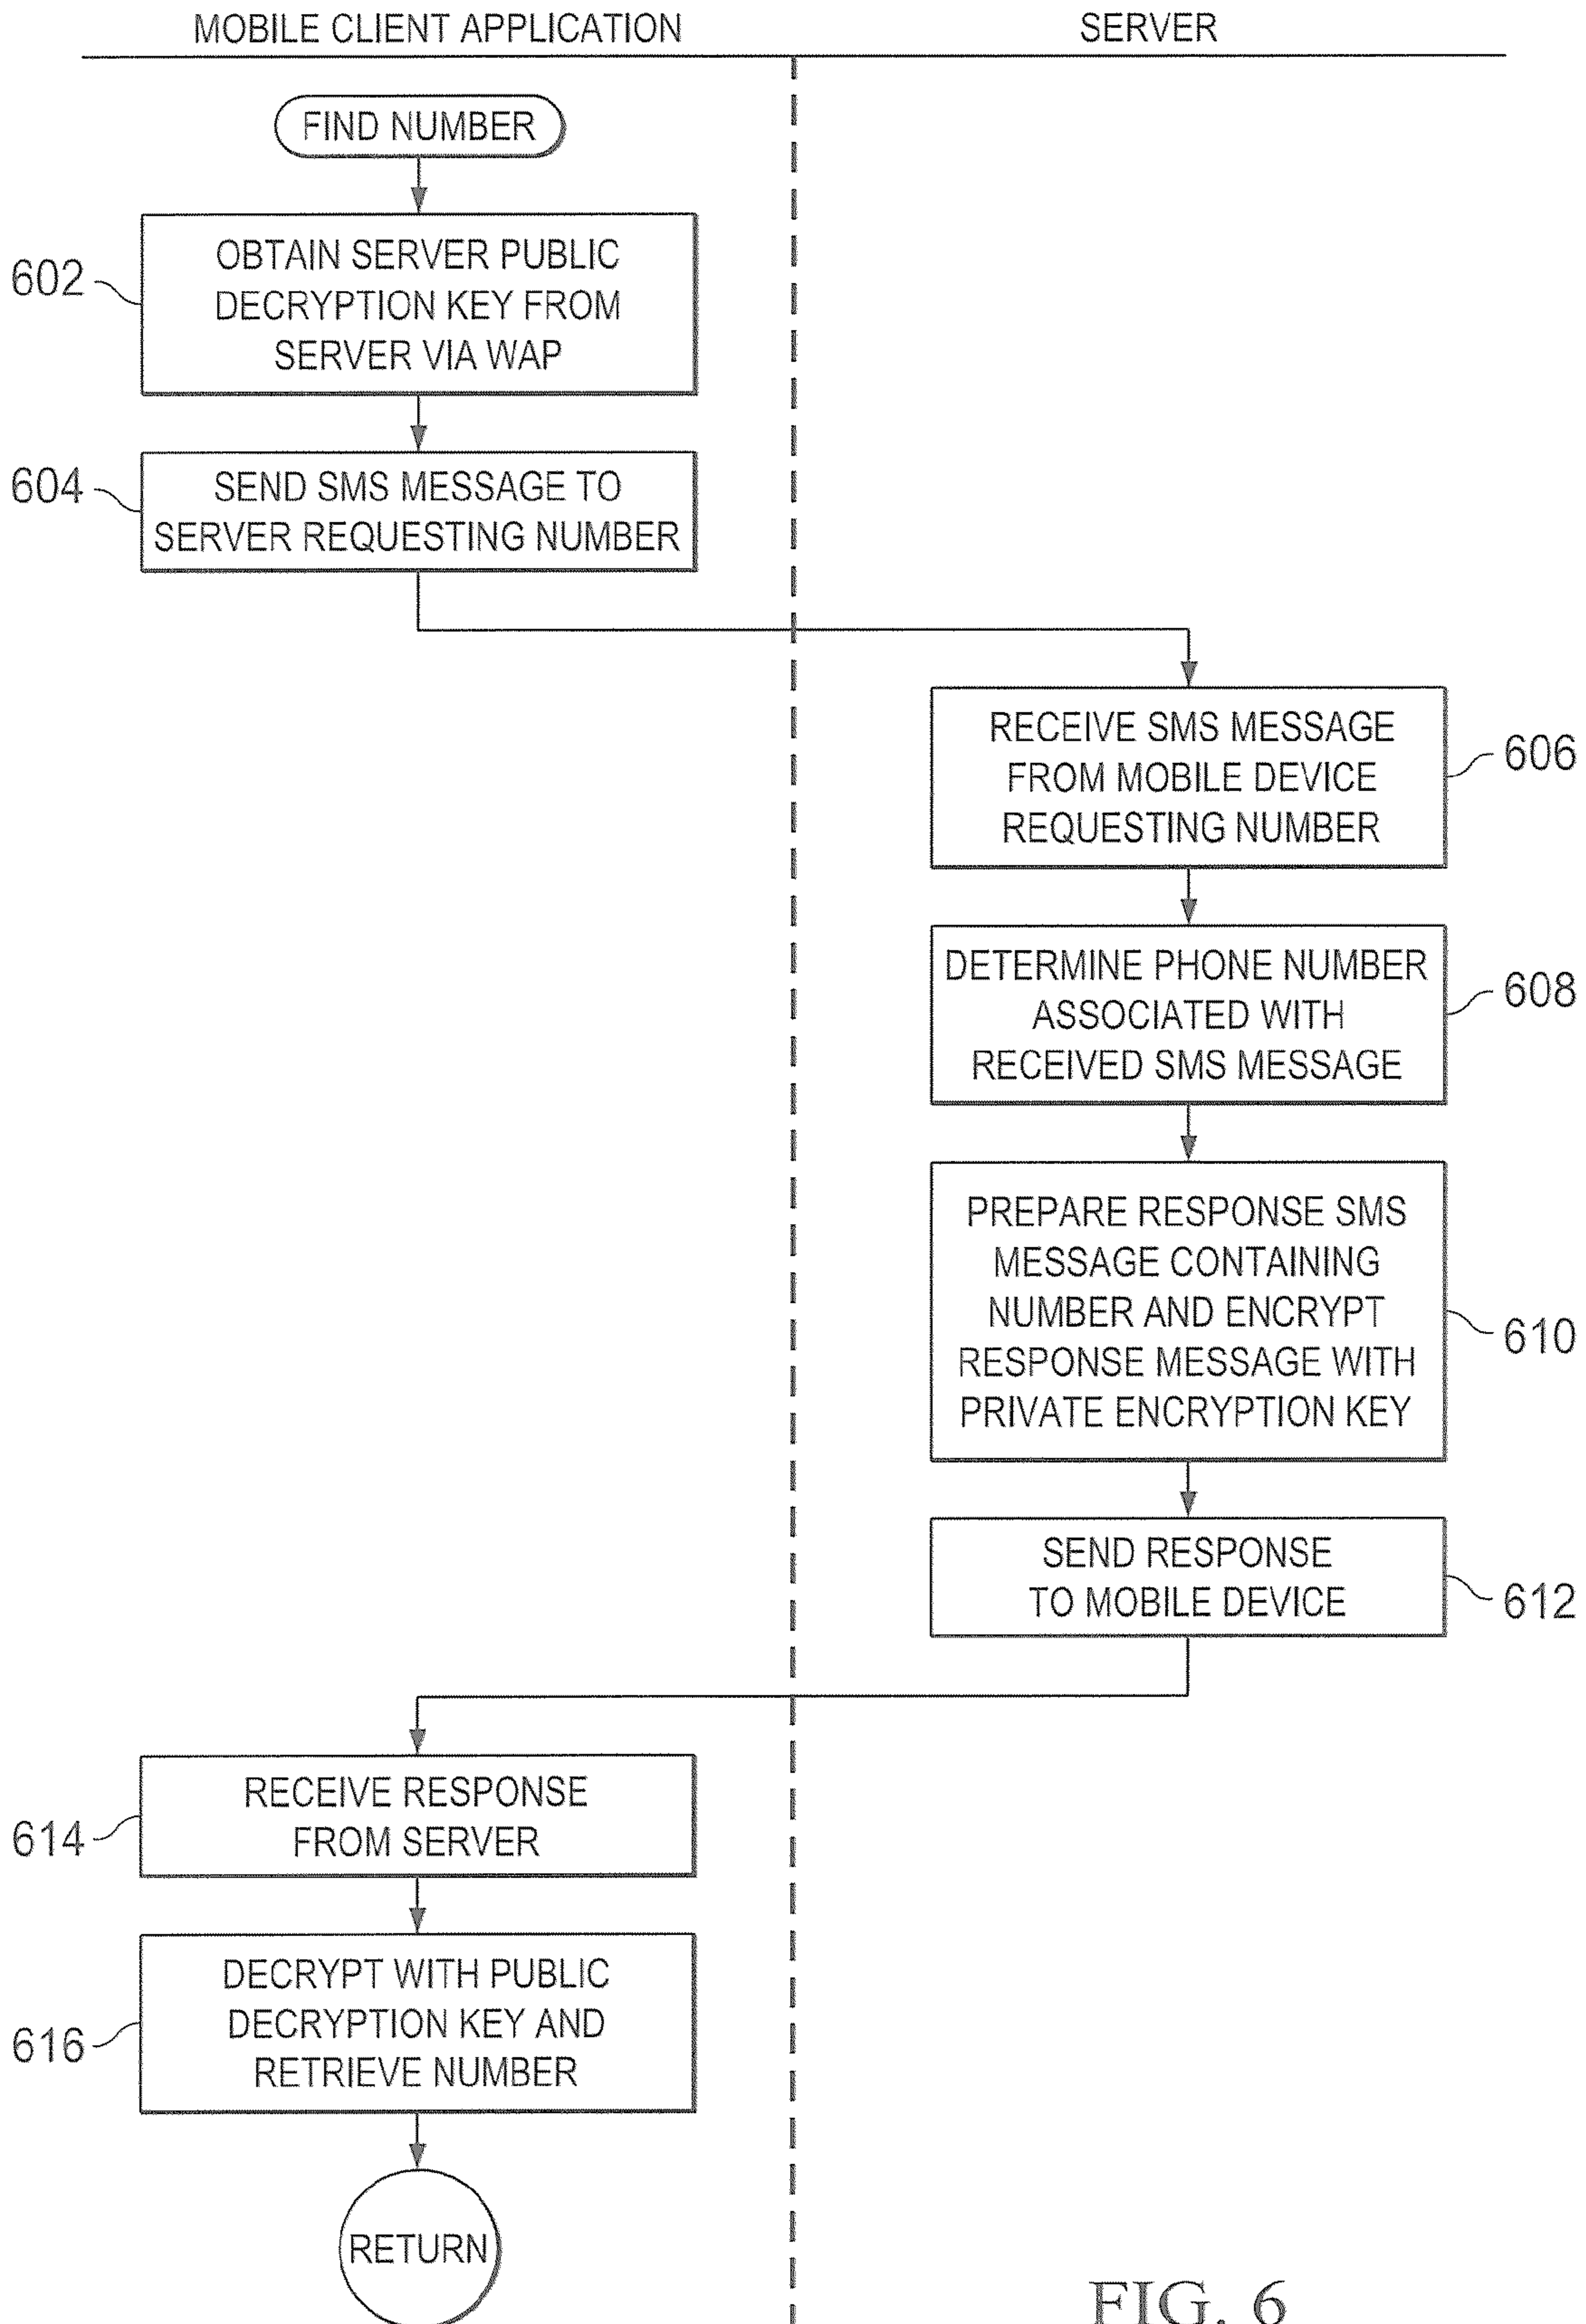 MOBILE CLIENT APPLICATION
SERVER
FIND NUMBER
602
OBTAIN SERVER PUBLIC
DECRYPTION KEY FROM
SERVER VIA WAP
604
SEND SMS MESSAGE TO
SERVER REQUESTING NUMBER
RECEIVE SMS MESSAGE
FROM MOBILE DEVICE
REQUESTING NUMBER
606
DETERMINE PHONE NUMBER
ASSOCIATED WITH
RECEIVED SMS MESSAGE
608
PREPARE RESPONSE SMS
MESSAGE CONTAINING
NUMBER AND ENCRYPT
RESPONSE MESSAGE WITH
PRIVATE ENCRYPTION KEY
610
SEND RESPONSE
TO MOBILE DEVICE
612
614
RECEIVE RESPONSE
FROM SERVER
616
DECRYPT WITH PUBLIC
DECRYPTION KEY AND
RETRIEVE NUMBER
RETURN
FIG. 6